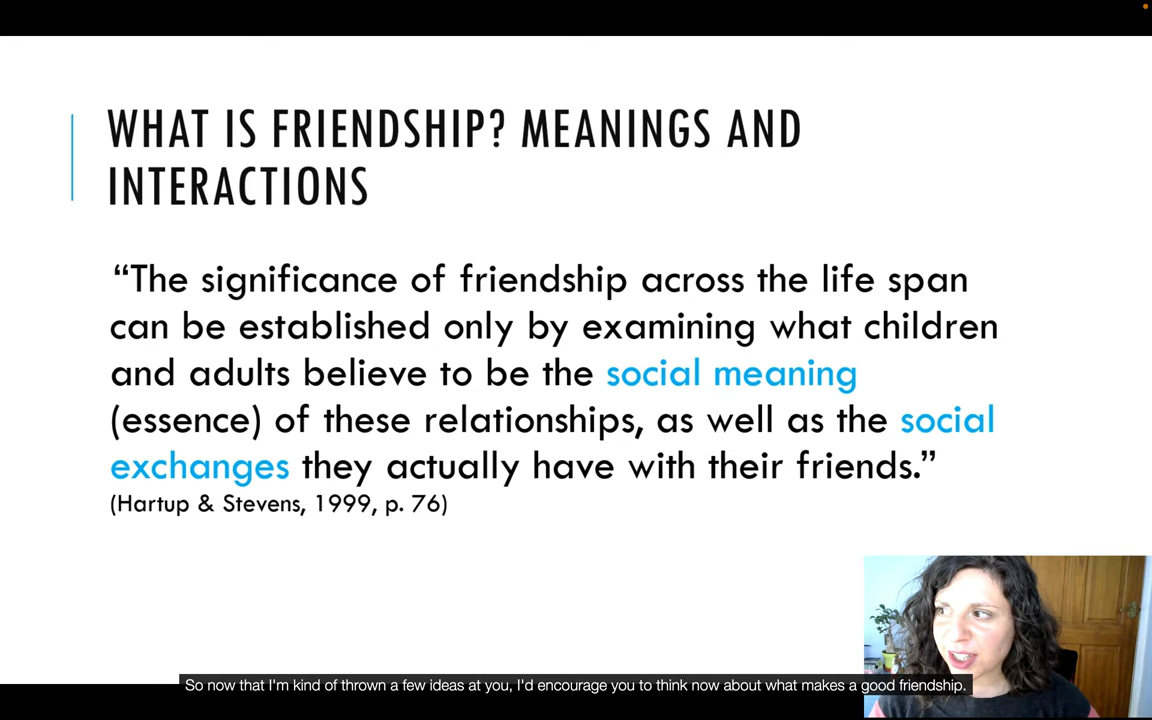 WHAT IS FRIENDSHIP? MEANINGS AND
INTERACTIONS
“The significance of friendship across the life span
can be established only by examining what children
and adults believe to be the social meaning
(essence) of these relationships, as well as the social
exchanges they actually have with their friends.”
(Hartup & Stevens, 1999, p. 76)
So now that I'm kind of thrown a few ideas at you, I'd encourage you to think now about what makes a good friendship.